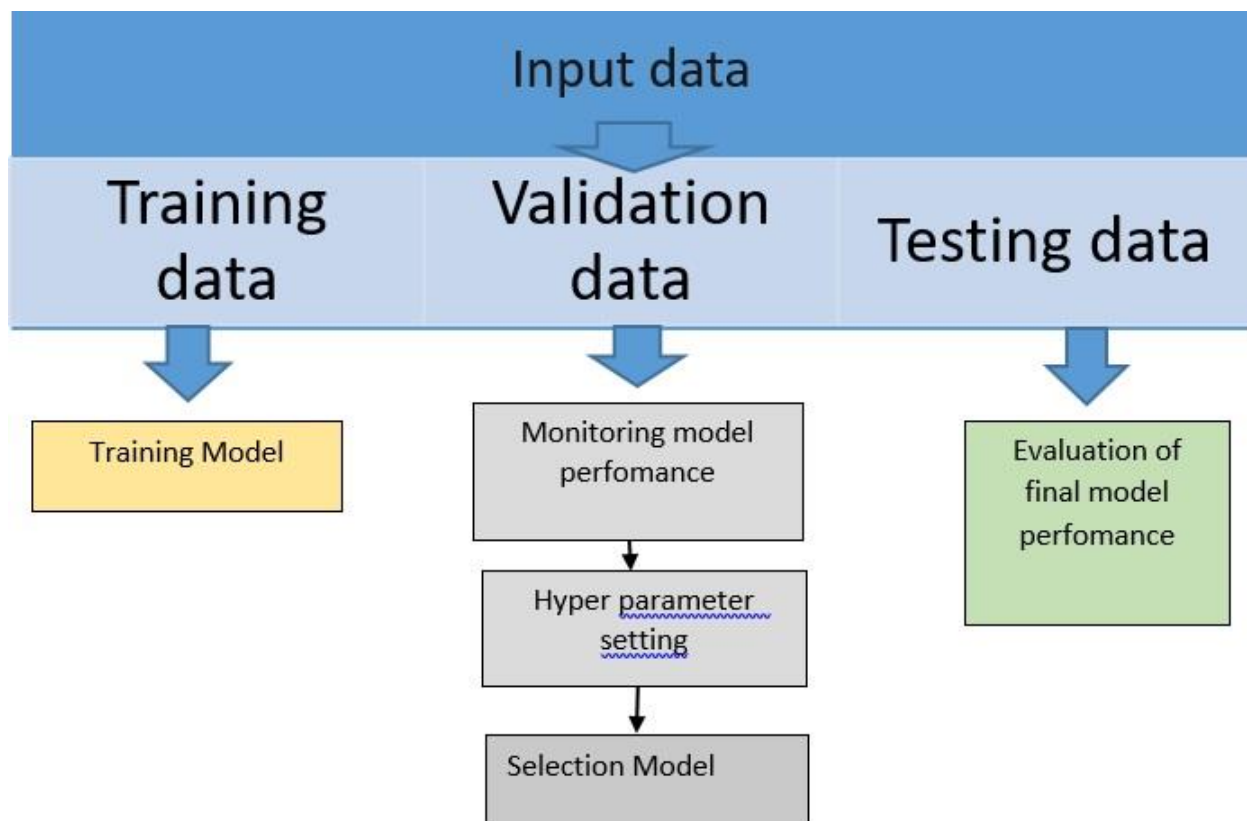 Input data
Training
data
Validation
data
Testing data
Training Model
Monitoring model
perfomance
Hyper parameter
setting
Selection Model
Evaluation of
final model
perfomance